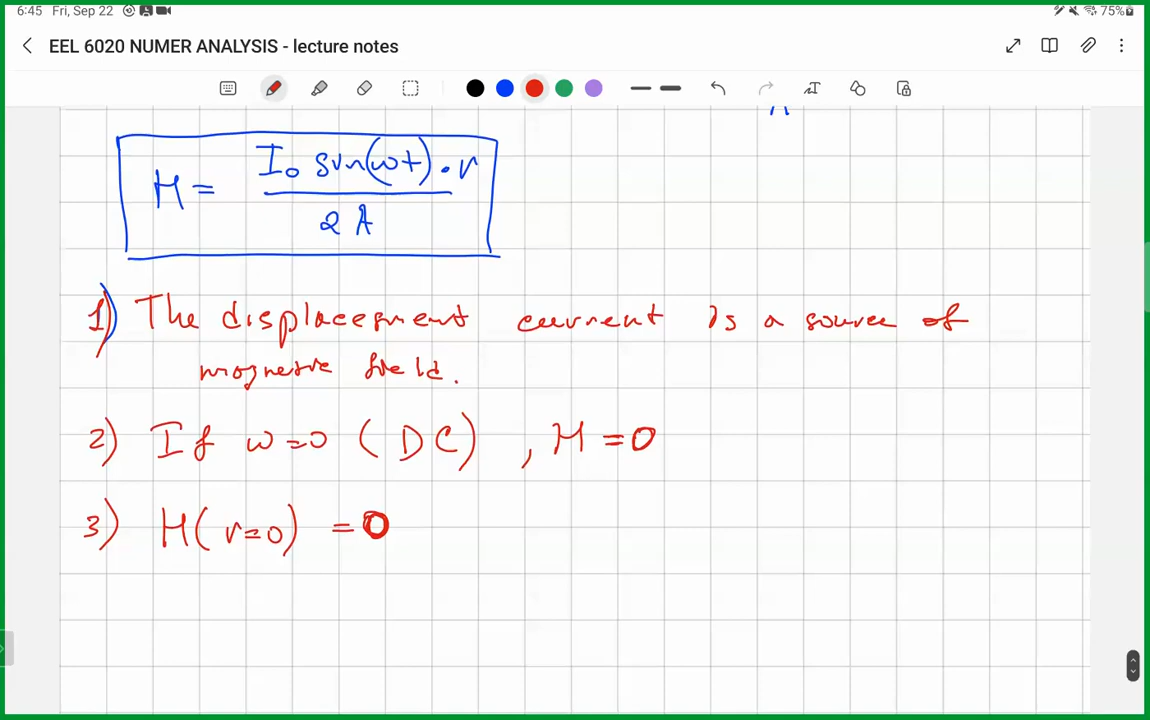 6:45 Fri, Sep 22
75%
EEL 6020 NUMER ANALYSIS - lecture notes
H = I₀ sin(ωt) · r / 2 A
1) The displacement current is a source of
magnetic field.
2) If ω=0 (DC), H = 0
3) H(r=0) = 0